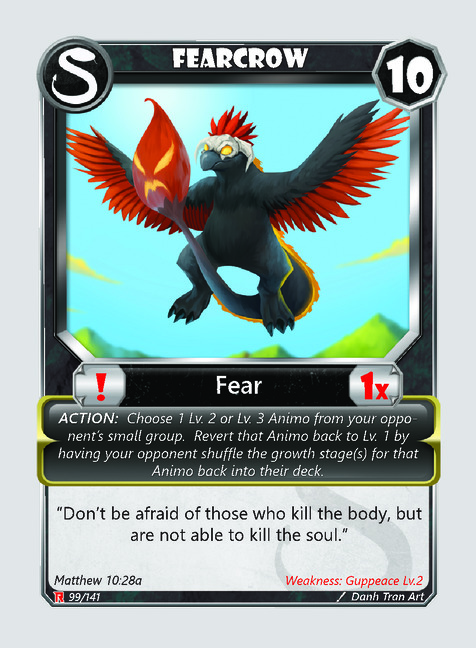 S
FEARCROW
10
!
Fear
1x
ACTION: Choose 1 Lv. 2 or Lv. 3 Animo from your oppo-
nent's small group. Revert that Animo back to Lv. 1 by
having your opponent shuffle the growth stage(s) for that
Animo back into their deck.
“Don’t be afraid of those who kill the body, but
are not able to kill the soul.”
Matthew 10:28a
Weakness: Guppeace Lv.2
R 99/141
Danh Tran Art